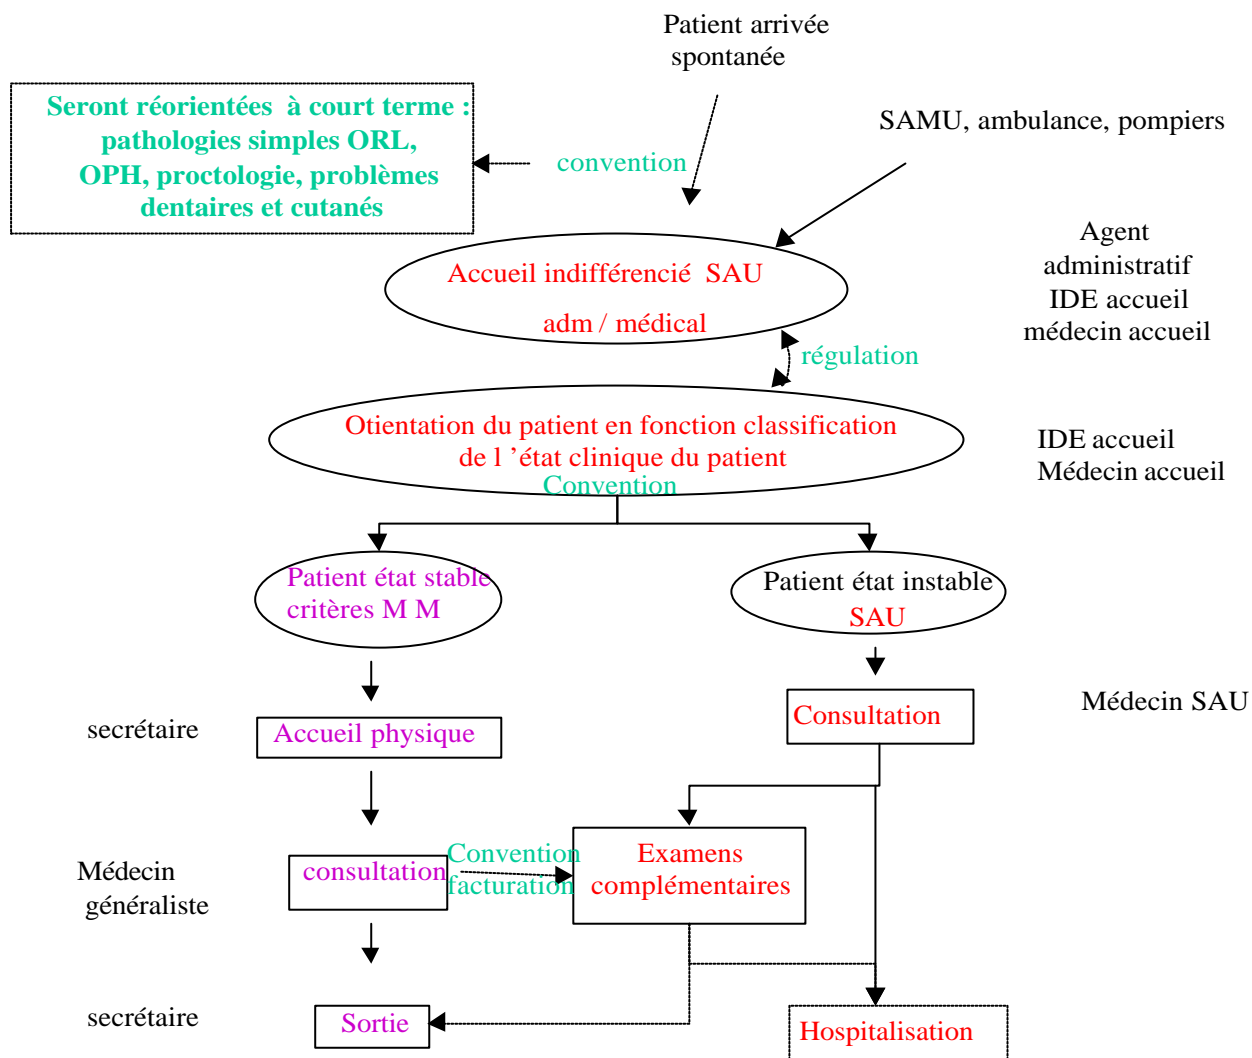 Patient arrivée
spontanée
Seront réorientées à court terme :
pathologies simples ORL,
OPH, proctologie, problèmes
dentaires et cutanés
convention
SAMU, ambulance, pompiers
Accueil indifférencié SAU
adm / médical
Agent
administratif
IDE accueil
médecin accueil
régulation
Otientation du patient en fonction classification
de l ’état clinique du patient
Convention
IDE accueil
Médecin accueil
Patient état stable
critères M M
Patient état instable
SAU
secrétaire
Accueil physique
Consultation
Médecin SAU
Médecin
généraliste
consultation
Convention
facturation
Examens
complémentaires
secrétaire
Sortie
Hospitalisation